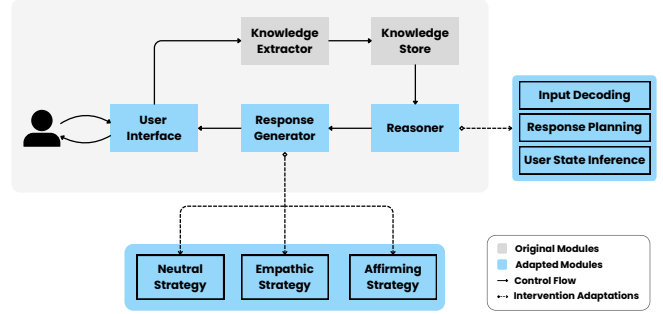 Knowledge
Extractor
Knowledge
Store
User
Interface
Response
Generator
Reasoner
Input Decoding
Response Planning
User State Inference
Neutral
Strategy
Empathic
Strategy
Affirming
Strategy
Original Modules
Adapted Modules
Control Flow
Intervention Adaptations